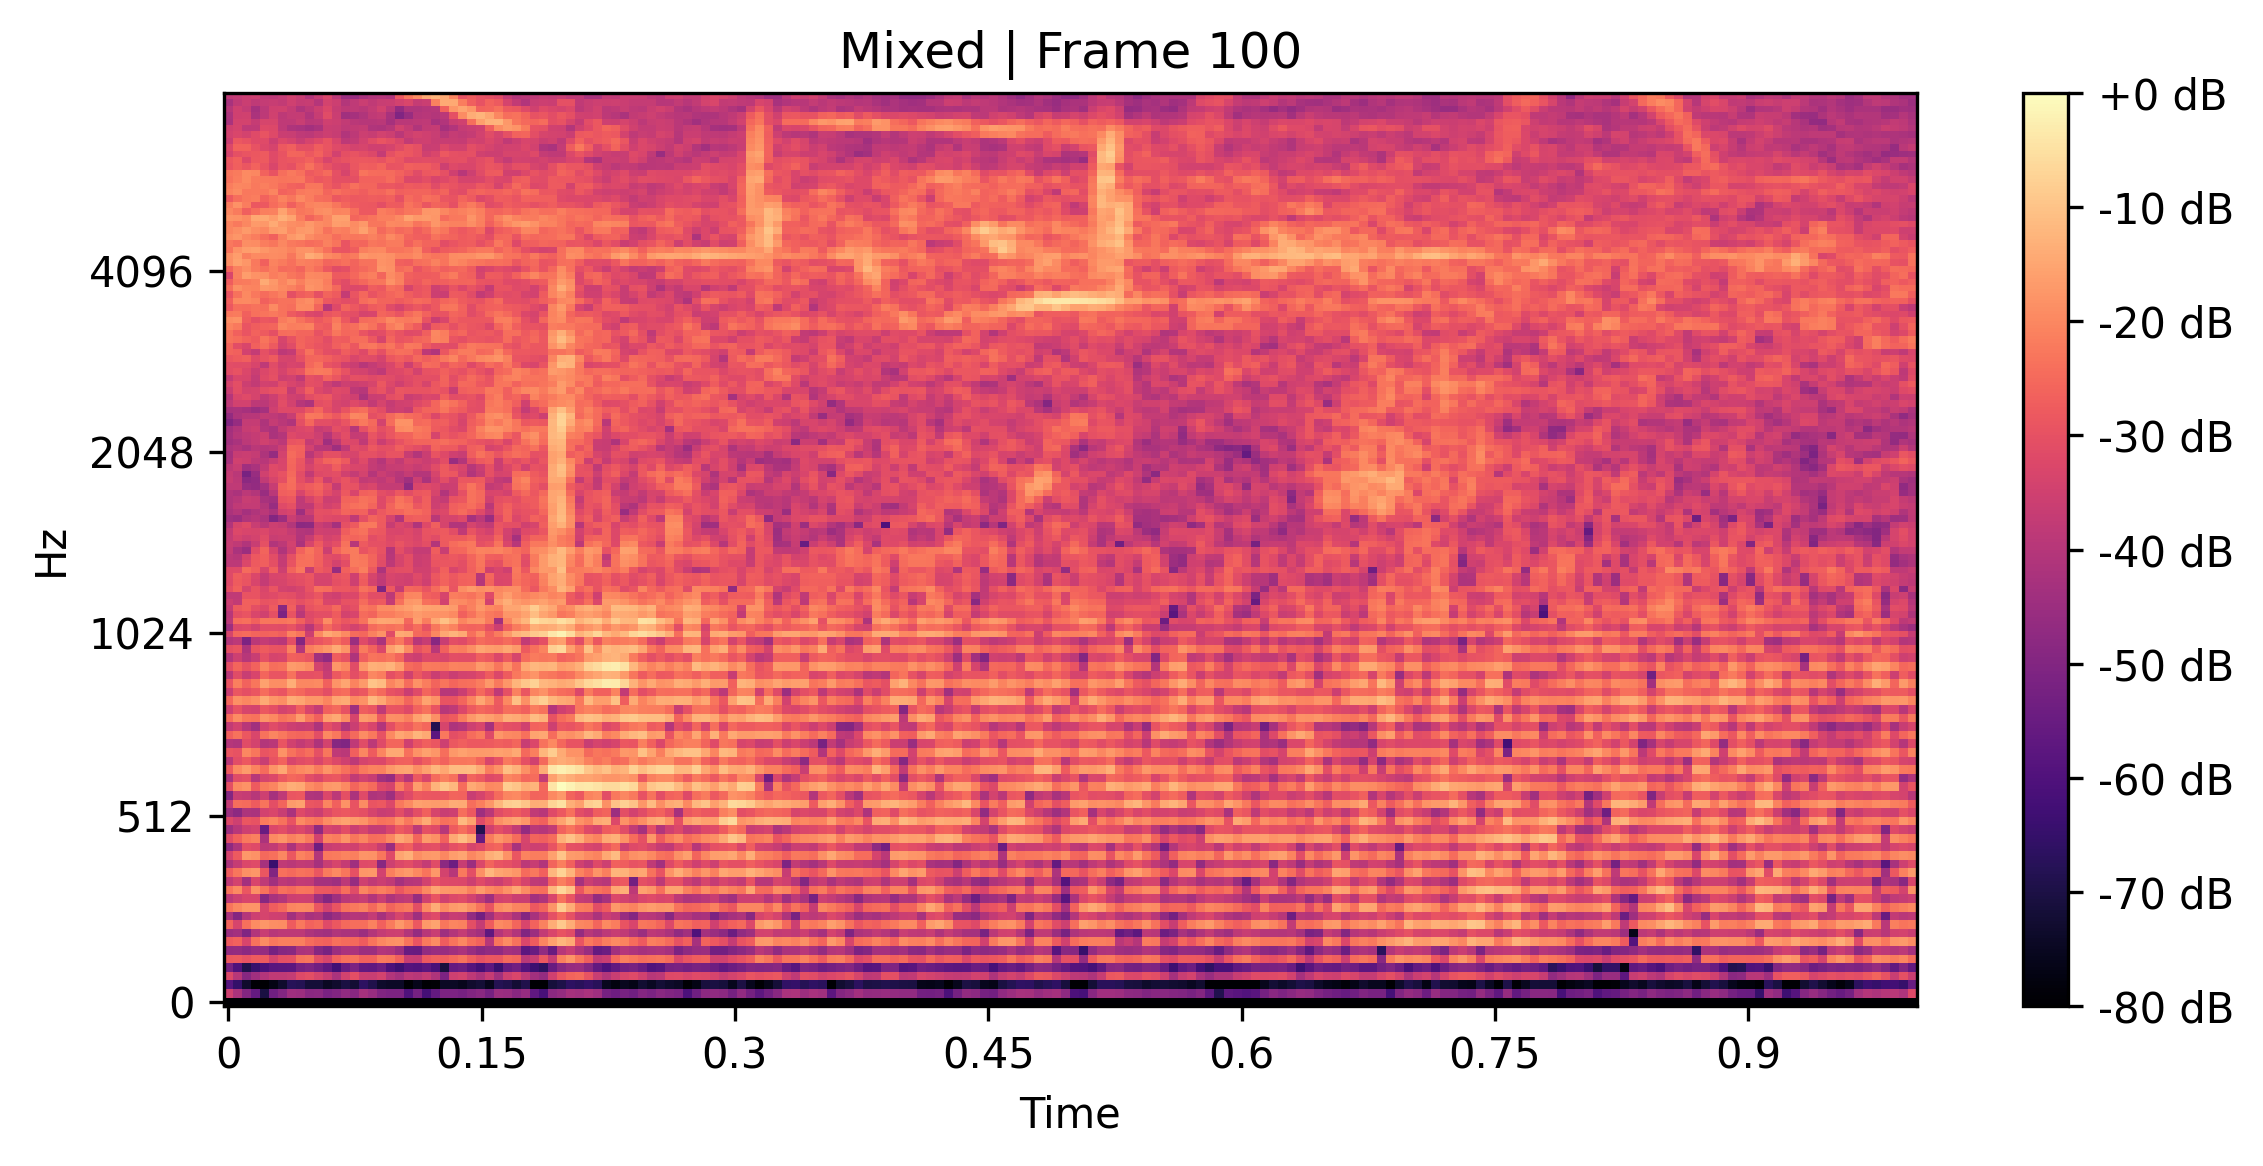 Mixed | Frame 100
+0 dB
-10 dB
-20 dB
-30 dB
-40 dB
-50 dB
-60 dB
-70 dB
-80 dB
Hz
4096
2048
1024
512
0
0 0.15 0.3 0.45 0.6 0.75 0.9
Time